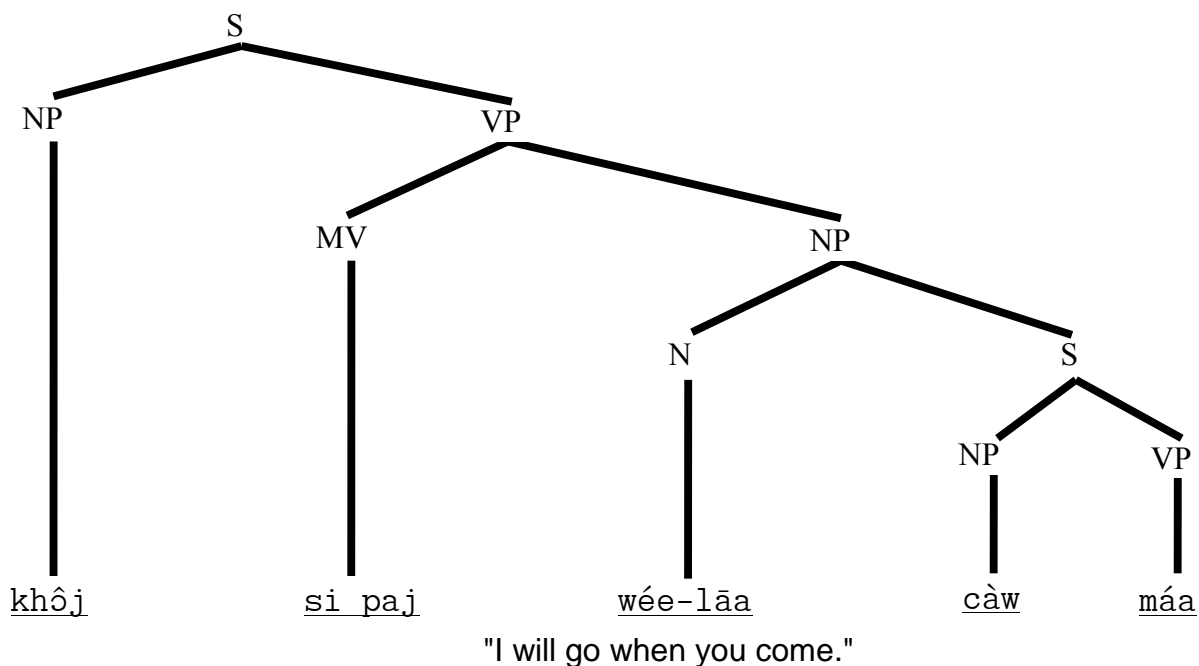 S
NP VP
MV NP
N S
NP VP
khôj si paj wée-lāa càw máa
"I will go when you come."